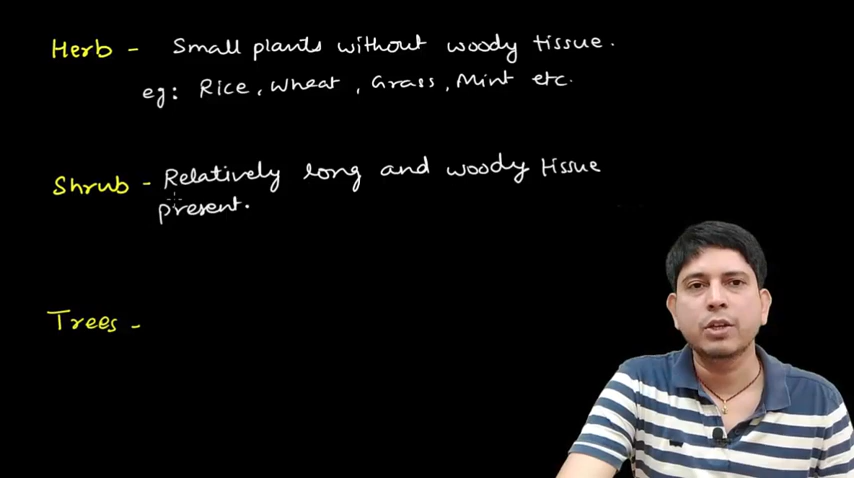 Herb - Small plants without woody tissue.
eg: Rice, Wheat, Grass, Mint etc.
Shrub - Relatively long and woody tissue
present.
Trees -